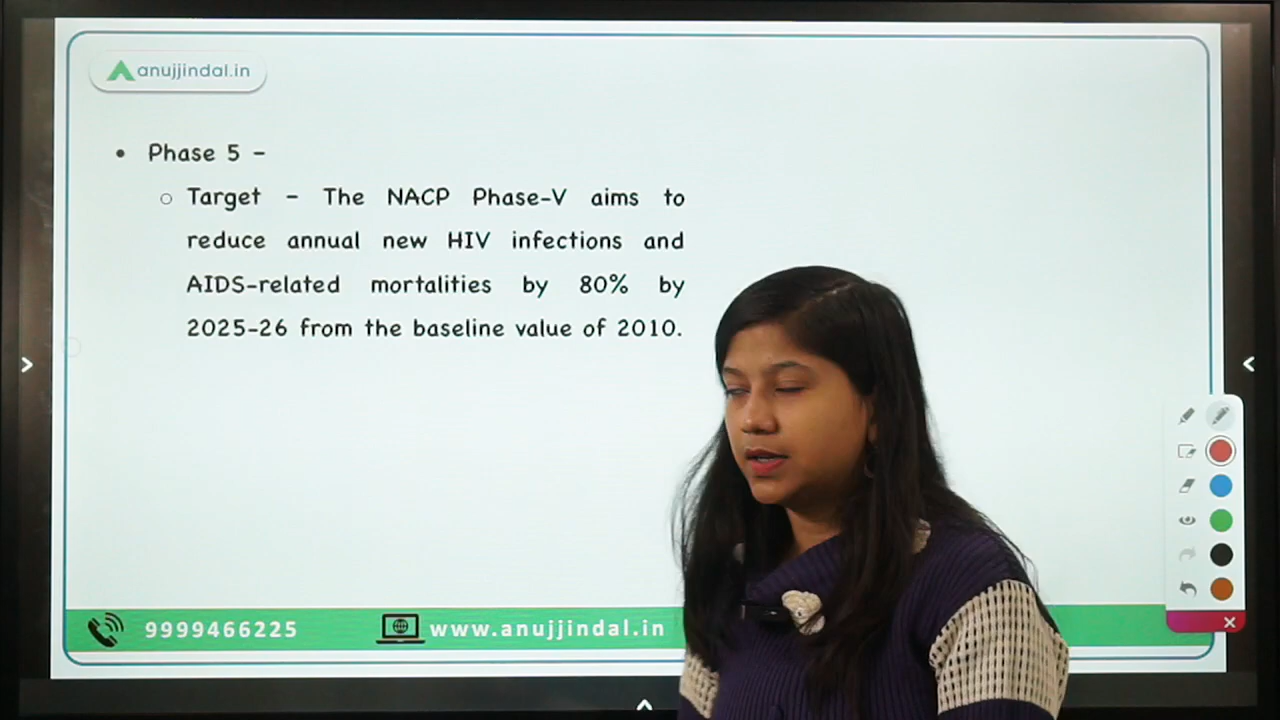 anujjindal.in
• Phase 5 –
○ Target – The NACP Phase-V aims to
reduce annual new HIV infections and
AIDS-related mortalities by 80% by
2025-26 from the baseline value of 2010.
9999466225
www.anujjindal.in